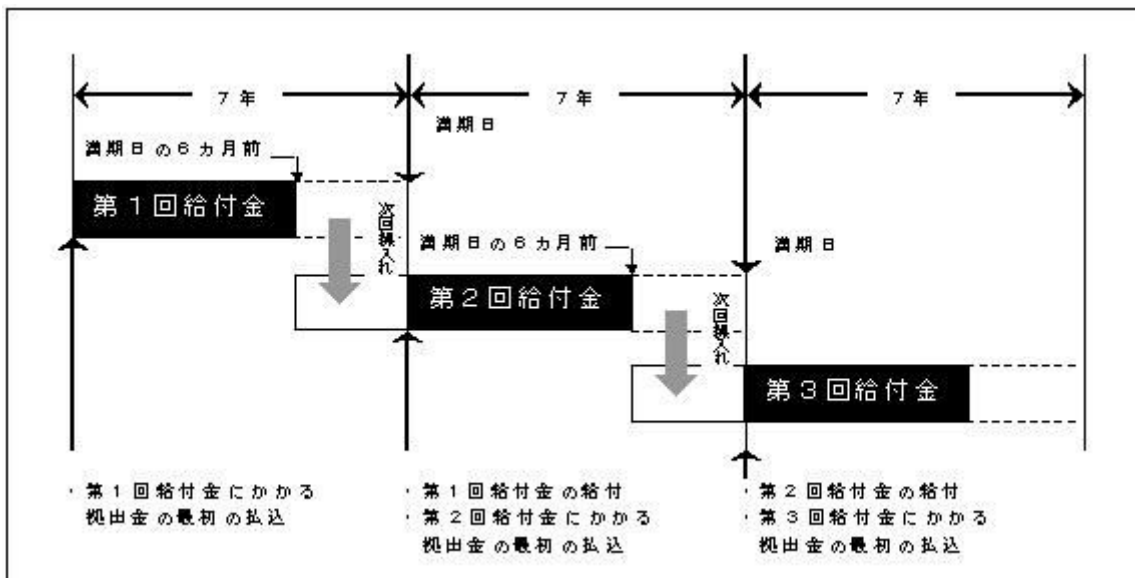 7年
7年
7年
満期日
満期日の6カ月前
第1回給付金
次回繰入れ
満期日の6カ月前
満期日
第2回給付金
次回繰入れ
第3回給付金
・第1回給付金にかかる
拠出金の最初の払込
・第1回給付金の給付
・第2回給付金にかかる
拠出金の最初の払込
・第2回給付金の給付
・第3回給付金にかかる
拠出金の最初の払込